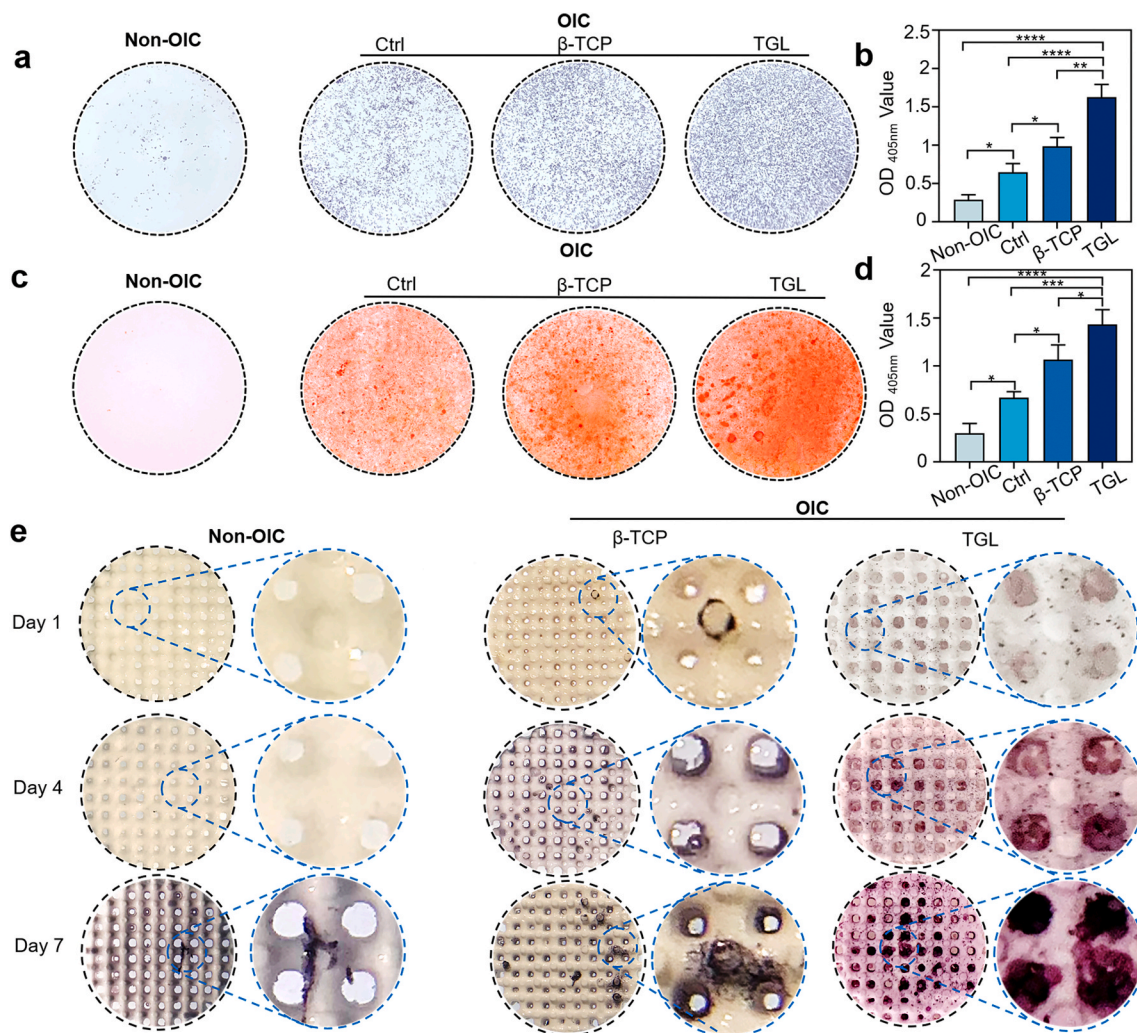 a
Non-OIC
OIC
Ctrl
β-TCP
TGL
b
OD 405nm Value
2.5
2
1.5
1
0.5
0
****
****
**
*
*
Non-OIC
Ctrl
β-TCP
TGL
c
Non-OIC
OIC
Ctrl
β-TCP
TGL
d
OD 405nm Value
2
1.5
1
0.5
0
****
***
*
*
*
Non-OIC
Ctrl
β-TCP
TGL
e
Non-OIC
OIC
β-TCP
TGL
Day 1
Day 4
Day 7